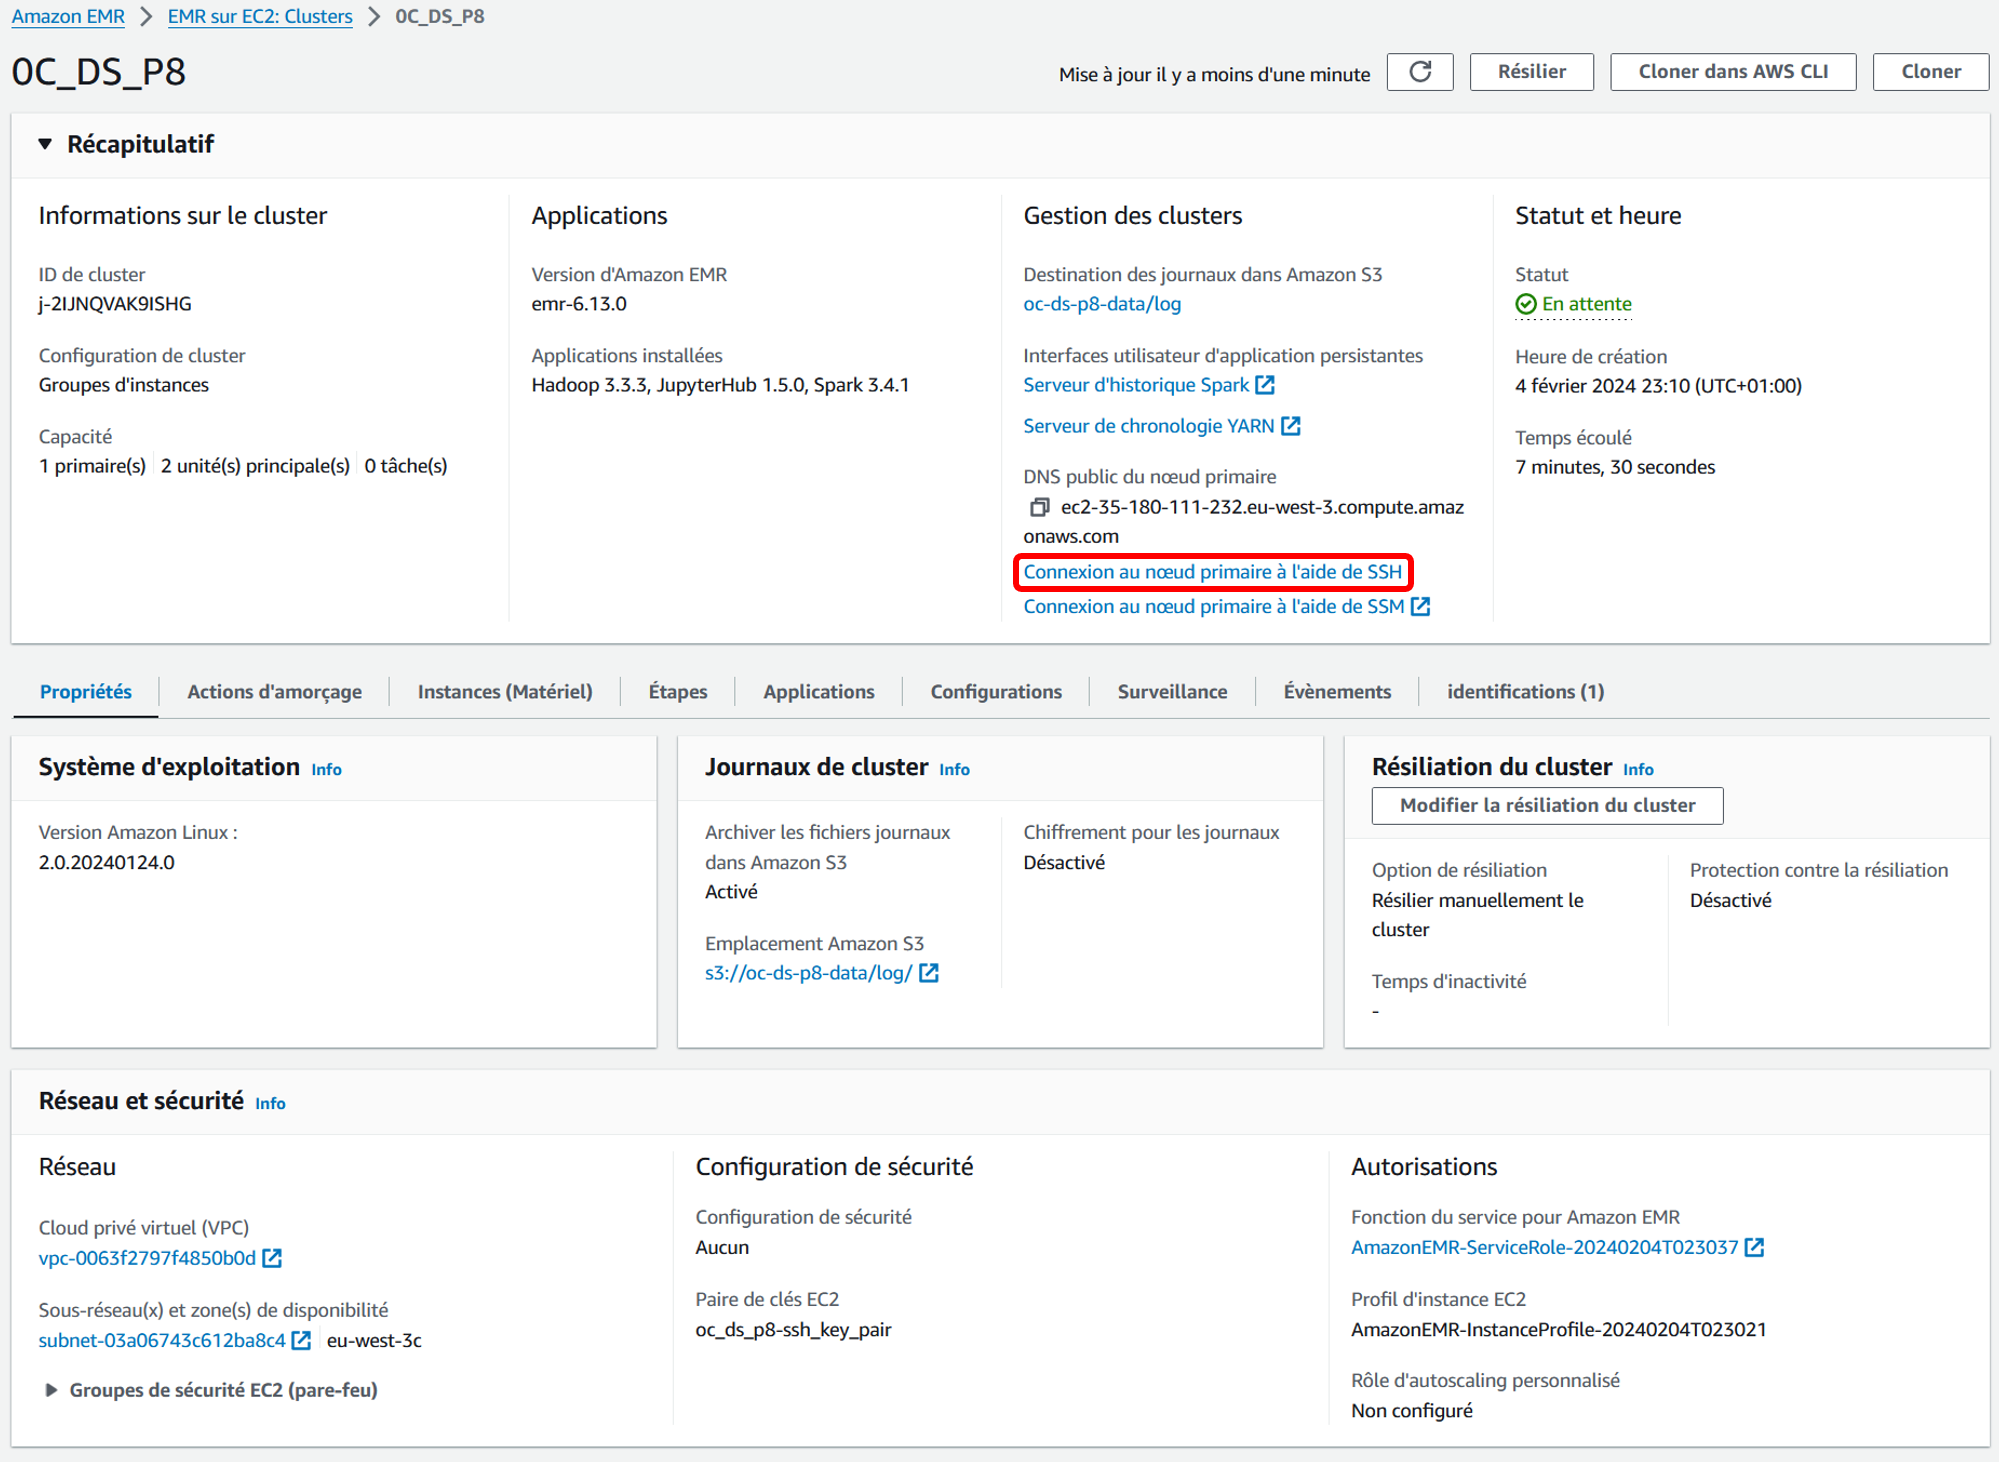 Amazon EMR > EMR sur EC2: Clusters > 0C_DS_P8
0C_DS_P8
Mise à jour il y a moins d'une minute
Résilier
Cloner dans AWS CLI
Cloner
Récapitulatif
Informations sur le cluster
ID de cluster
j-2IJNQVAK9ISHG
Configuration de cluster
Groupes d'instances
Capacité
1 primaire(s) 2 unité(s) principale(s) 0 tâche(s)
Applications
Version d'Amazon EMR
emr-6.13.0
Applications installées
Hadoop 3.3.3, JupyterHub 1.5.0, Spark 3.4.1
Gestion des clusters
Destination des journaux dans Amazon S3
oc-ds-p8-data/log
Interfaces utilisateur d'application persistantes
Serveur d'historique Spark
Serveur de chronologie YARN
DNS public du nœud primaire
ec2-35-180-111-232.eu-west-3.compute.amaz
onaws.com
Connexion au nœud primaire à l'aide de SSH
Connexion au nœud primaire à l'aide de SSM
Statut et heure
Statut
En attente
Heure de création
4 février 2024 23:10 (UTC+01:00)
Temps écoulé
7 minutes, 30 secondes
Propriétés
Actions d'amorçage
Instances (Matériel)
Étapes
Applications
Configurations
Surveillance
Évènements
identifications (1)
Système d'exploitation Info
Version Amazon Linux :
2.0.20240124.0
Journaux de cluster Info
Archiver les fichiers journaux
dans Amazon S3
Activé
Emplacement Amazon S3
s3://oc-ds-p8-data/log/
Chiffrement pour les journaux
Désactivé
Résiliation du cluster Info
Modifier la résiliation du cluster
Option de résiliation
Résilier manuellement le
cluster
Temps d'inactivité
-
Protection contre la résiliation
Désactivé
Réseau et sécurité Info
Réseau
Cloud privé virtuel (VPC)
vpc-0063f2797f4850b0d
Sous-réseau(x) et zone(s) de disponibilité
subnet-03a06743c612ba8c4 eu-west-3c
Groupes de sécurité EC2 (pare-feu)
Configuration de sécurité
Configuration de sécurité
Aucun
Paire de clés EC2
oc_ds_p8-ssh_key_pair
Autorisations
Fonction du service pour Amazon EMR
AmazonEMR-ServiceRole-20240204T023037
Profil d'instance EC2
AmazonEMR-InstanceProfile-20240204T023021
Rôle d'autoscaling personnalisé
Non configuré